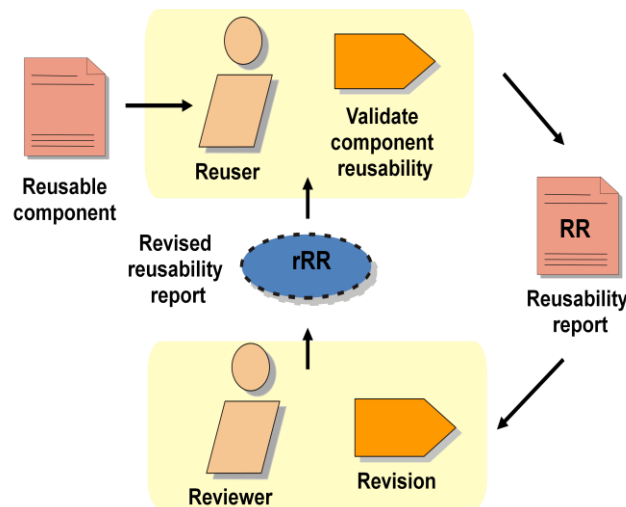 Reusable
component
Reuser
Validate
component
reusability
RR
Reusability
report
Revised
reusability
report
rRR
Reviewer
Revision